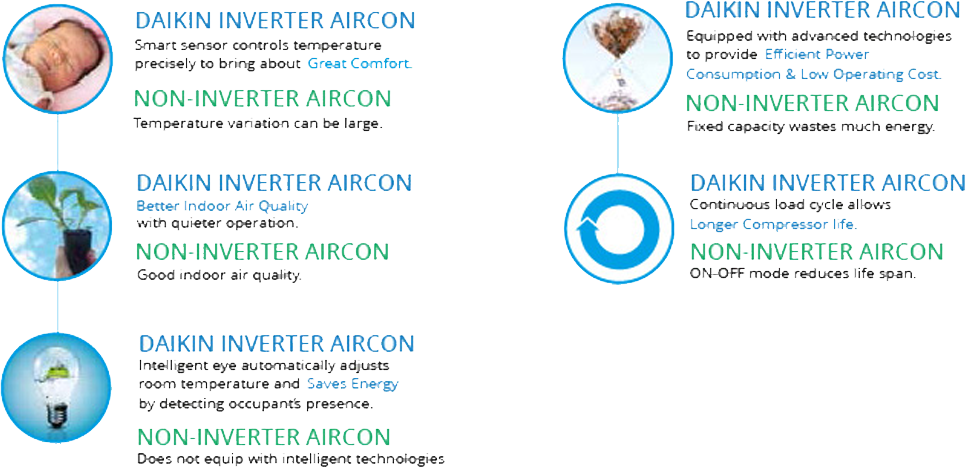 DAIKIN INVERTER AIRCON
Smart sensor controls temperature
precisely to bring about Great Comfort.
NON-INVERTER AIRCON
Temperature variation can be large.
DAIKIN INVERTER AIRCON
Better Indoor Air Quality
with quieter operation.
NON-INVERTER AIRCON
Good indoor air quality.
DAIKIN INVERTER AIRCON
Intelligent eye automatically adjusts
room temperature and Saves Energy
by detecting occupant's presence.
NON-INVERTER AIRCON
Does not equip with intelligent technologies
DAIKIN INVERTER AIRCON
Equipped with advanced technologies
to provide Efficient Power
Consumption & Low Operating Cost.
NON-INVERTER AIRCON
Fixed capacity wastes much energy.
DAIKIN INVERTER AIRCON
Continuous load cycle allows
Longer Compressor life.
NON-INVERTER AIRCON
ON-OFF mode reduces life span.